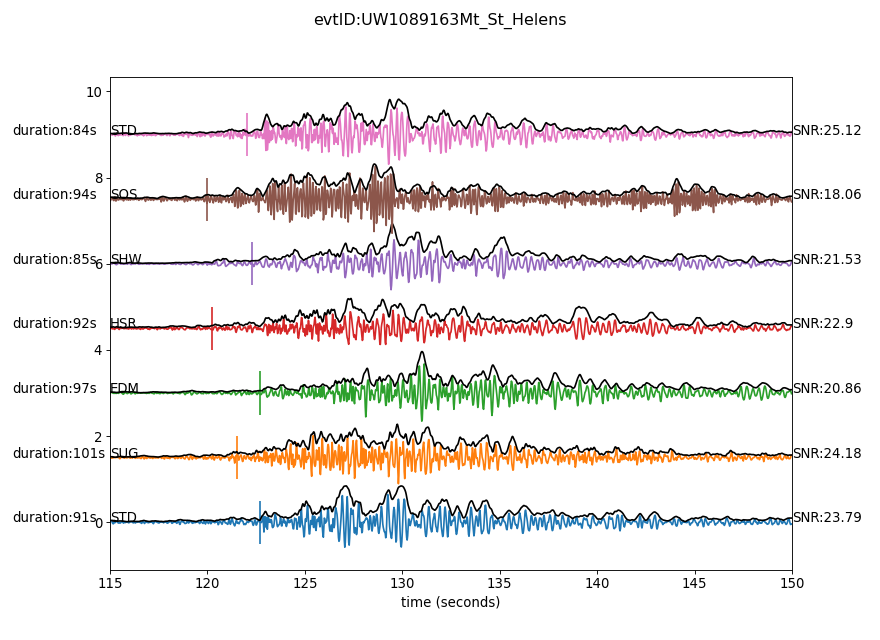 evtID:UW1089163Mt_St_Helens
10
duration:84s STD SNR:25.12
8
duration:94s SOS SNR:18.06
duration:85s SHW SNR:21.53
6
duration:92s HSR SNR:22.9
4
duration:97s EDM SNR:20.86
2
duration:101s SUG SNR:24.18
duration:91s STD SNR:23.79
0
115 120 125 130 135 140 145 150
time (seconds)